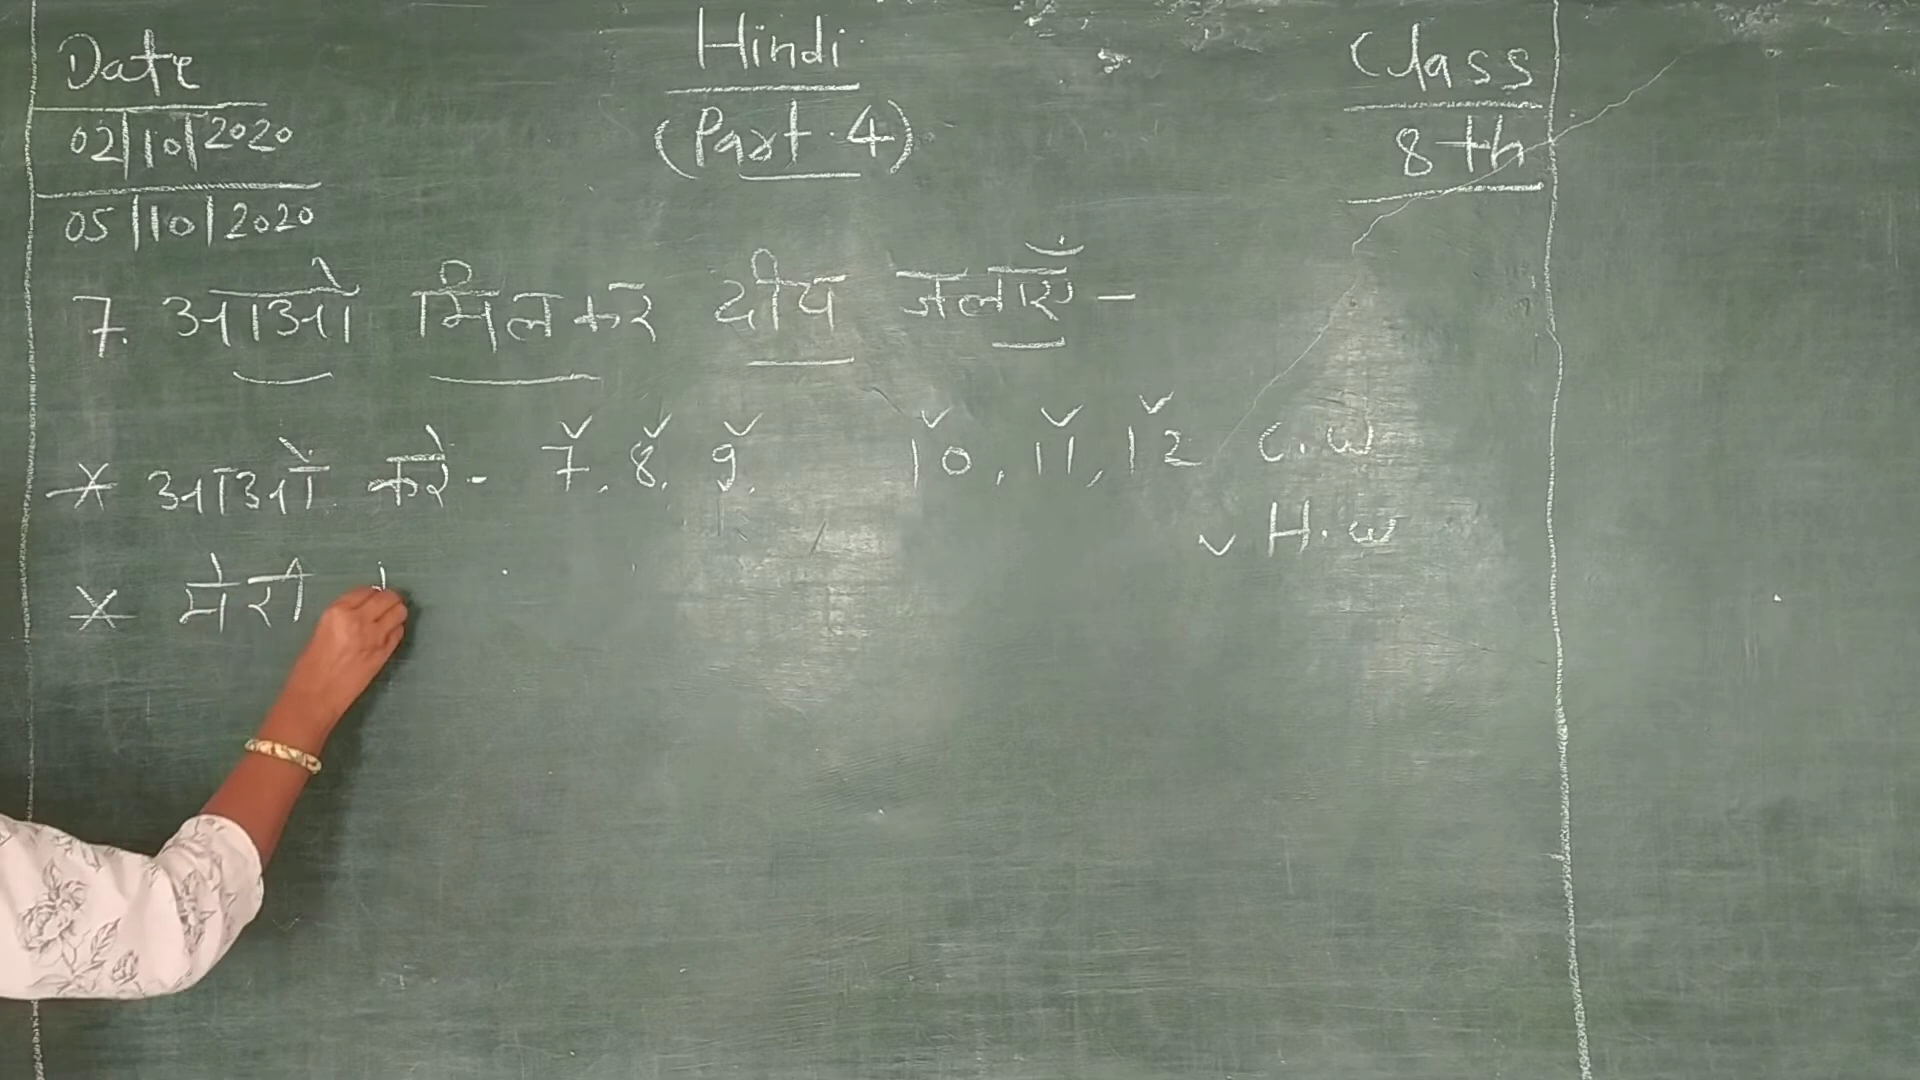 Date Hindi Class
02|10|2020 (Part.4) 8th
05|10|2020
7. आओ मिलकर दीप जलाएँ -
* आओ करे - 7, 8, 9, 10, 11, 12 C.W
✓ H.W
* मेरी